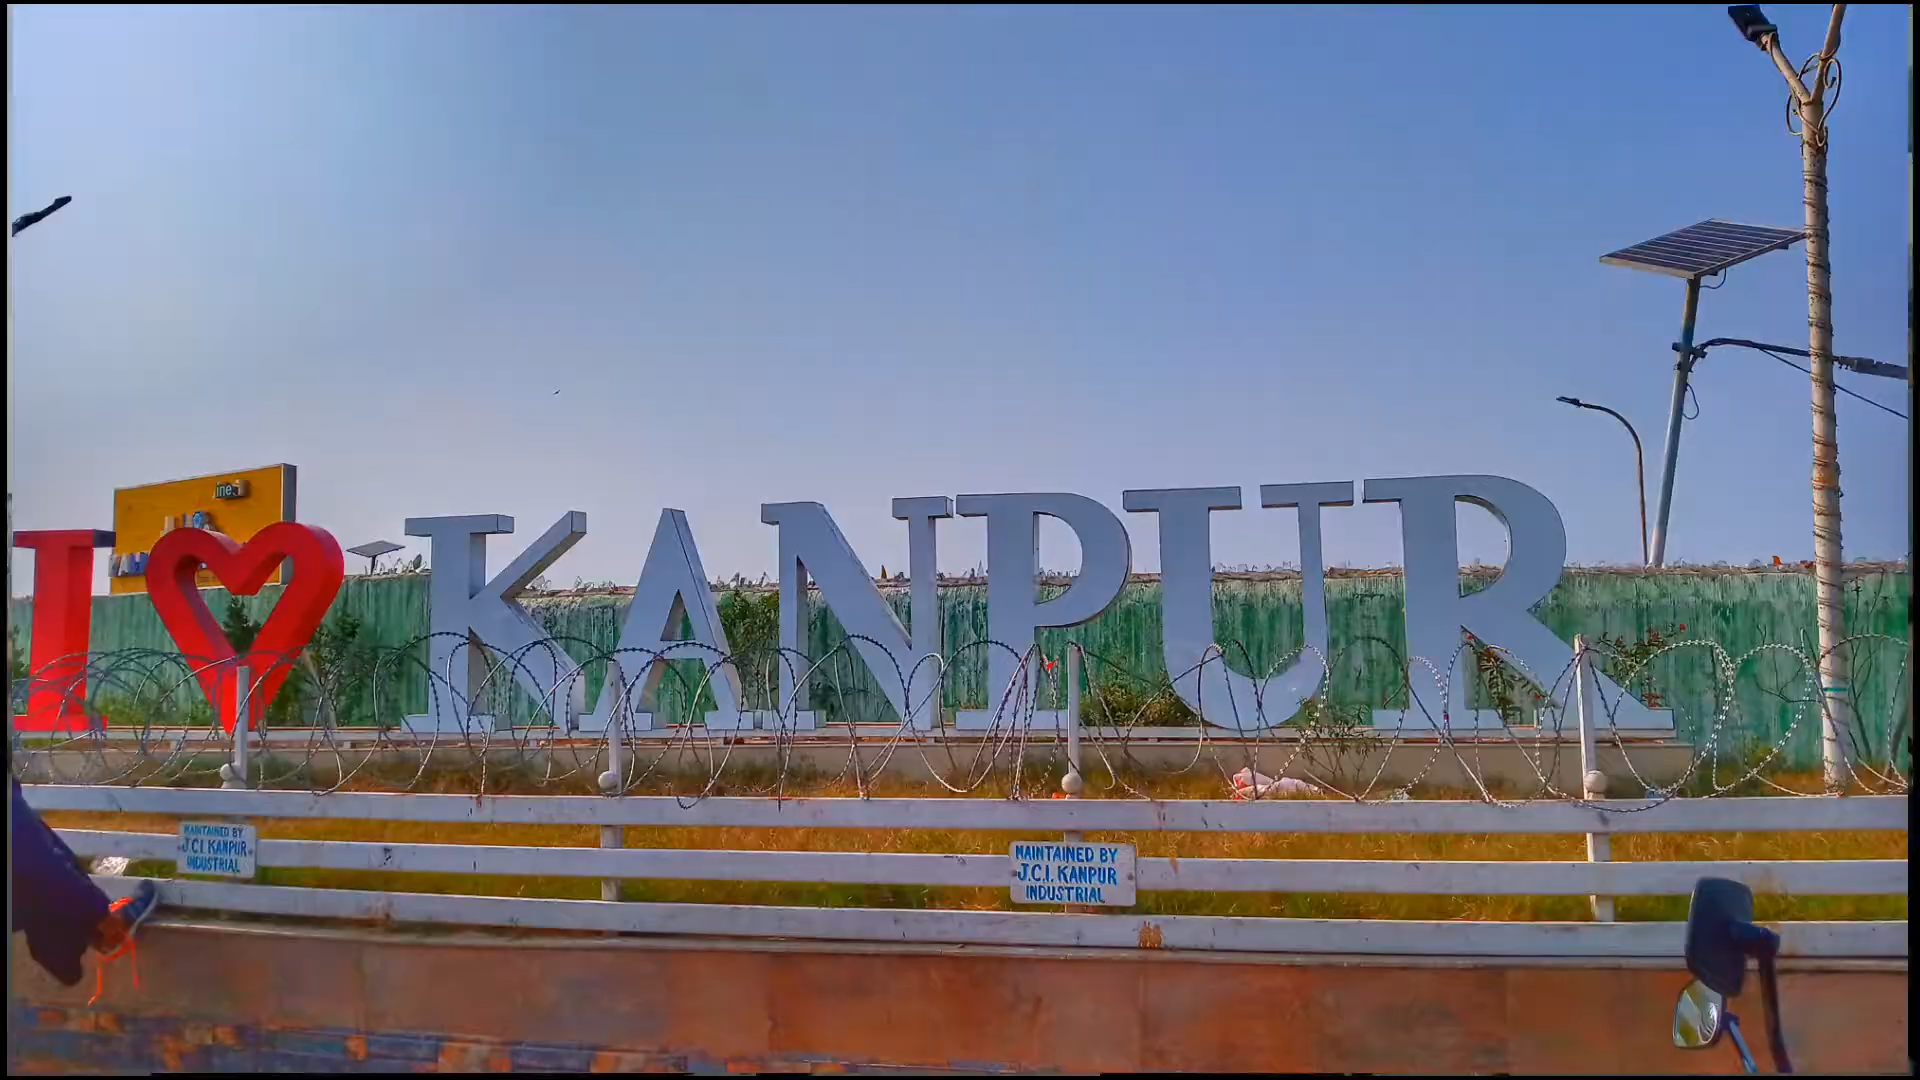 I ❤ KANPUR
MAINTAINED BY
J.C.I. KANPUR
INDUSTRIAL
MAINTAINED BY
J.C.I. KANPUR
INDUSTRIAL